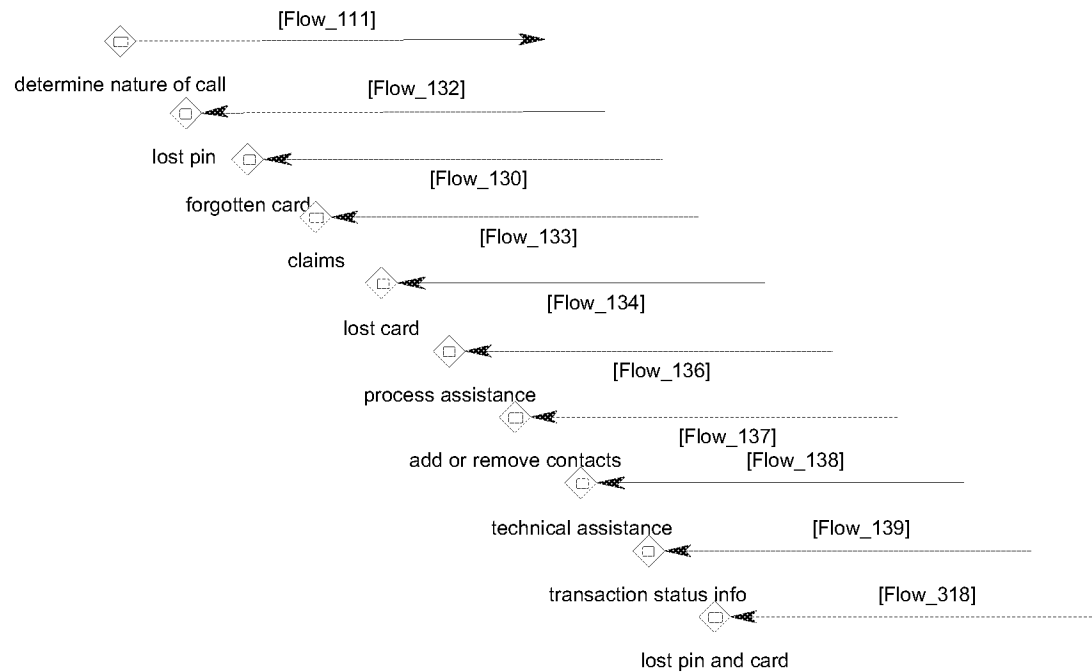 [Flow_111]
determine nature of call
[Flow_132]
lost pin
[Flow_130]
forgotten card
[Flow_133]
claims
[Flow_134]
lost card
[Flow_136]
process assistance
[Flow_137]
add or remove contacts
[Flow_138]
technical assistance
[Flow_139]
transaction status info
[Flow_318]
lost pin and card